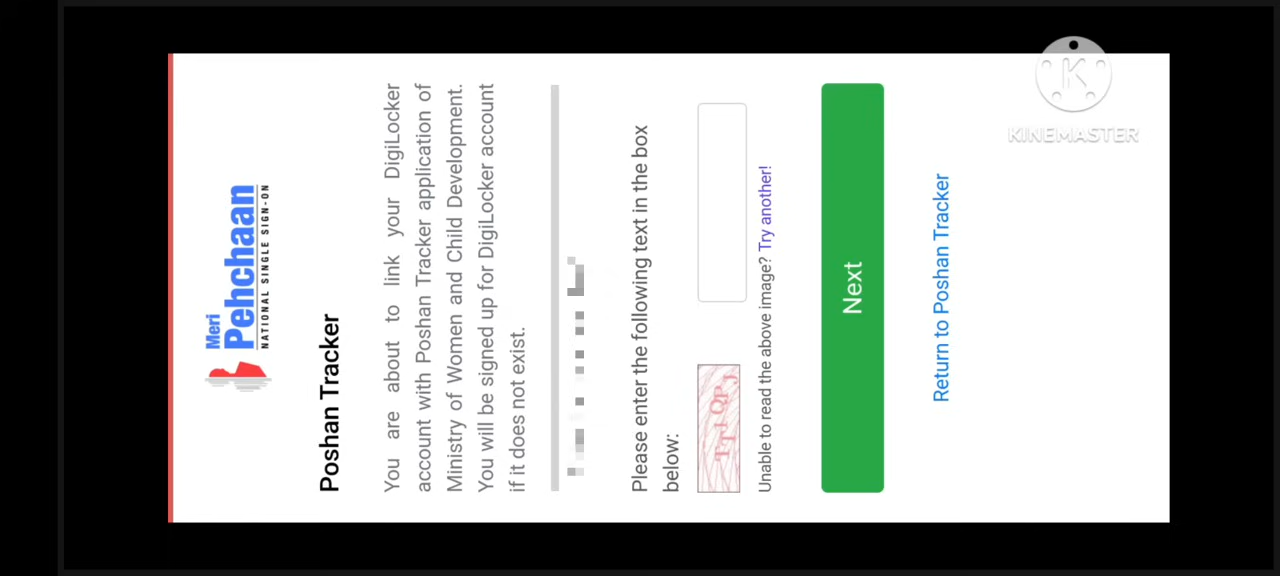 Meri
Pehchaan
NATIONAL SINGLE SIGN-ON
Poshan Tracker
You are about to link your DigiLocker
account with Poshan Tracker application of
Ministry of Women and Child Development.
You will be signed up for DigiLocker account
if it does not exist.
Please enter the following text in the box
below:
Unable to read the above image? Try another!
Next
Return to Poshan Tracker
K
KINEMASTER